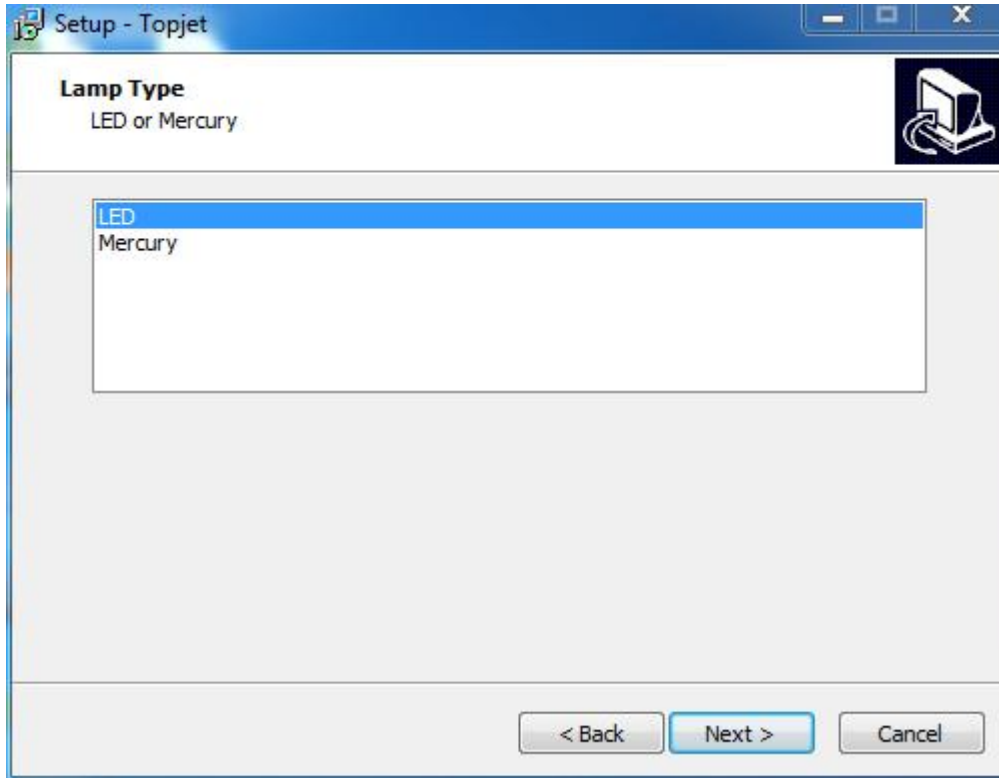 Setup - Topjet
Lamp Type
LED or Mercury
LED
Mercury
< Back
Next >
Cancel